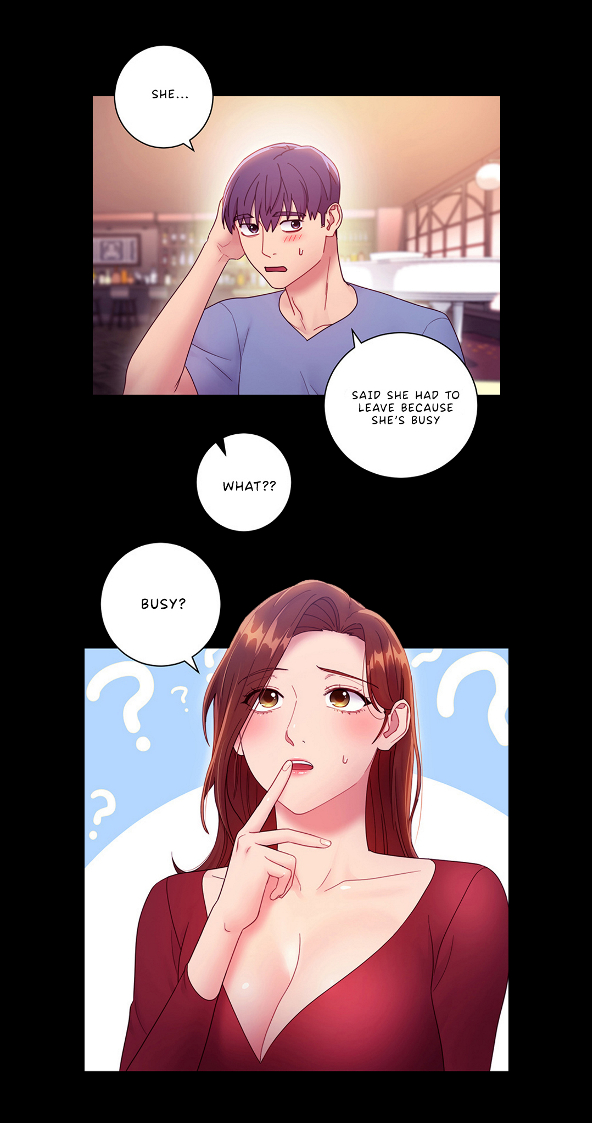 SHE...
SAID SHE HAD TO
LEAVE BECAUSE
SHE'S BUSY
WHAT??
BUSY?